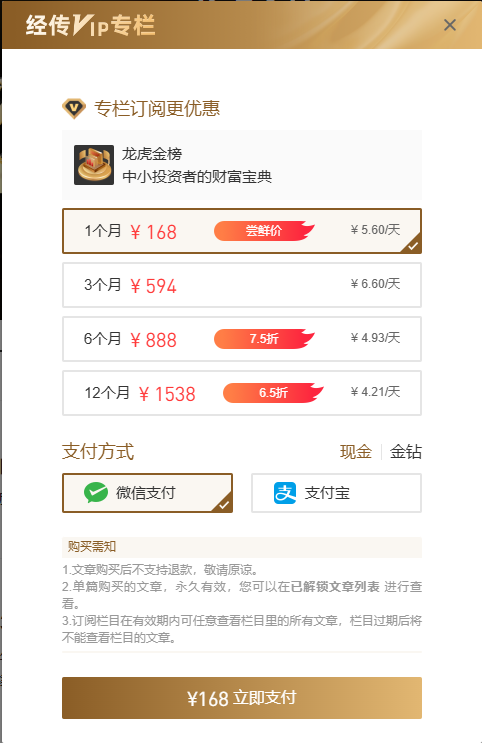 经传Vip专栏
专栏订阅更优惠
龙虎金榜
中小投资者的财富宝典
1个月 ¥ 168 尝鲜价 ¥ 5.60/天
3个月 ¥ 594 ¥ 6.60/天
6个月 ¥ 888 7.5折 ¥ 4.93/天
12个月 ¥ 1538 6.5折 ¥ 4.21/天
支付方式 现金 金钻
微信支付 支付宝
购买需知
1.文章购买后不支持退款，敬请原谅。
2.单篇购买的文章，永久有效，您可以在已解锁文章列表 进行查
看。
3.订阅栏目在有效期内可任意查看栏目里的所有文章，栏目过期后将
不能查看栏目的文章。
¥168 立即支付